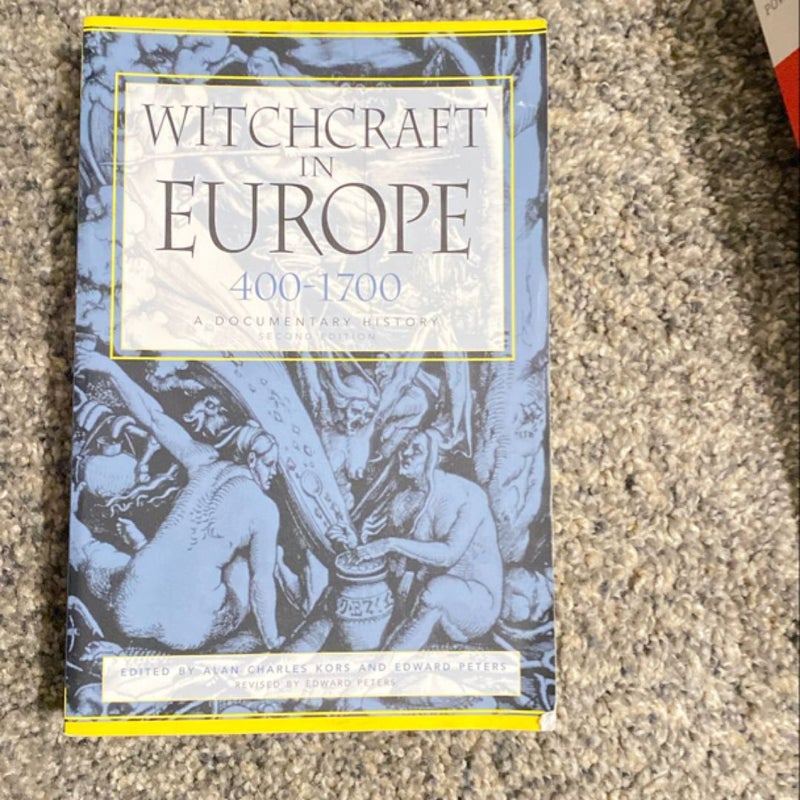 WITCHCRAFT
IN
EUROPE
400-1700
A DOCUMENTARY HISTORY
SECOND EDITION
EDITED BY ALAN CHARLES KORS AND EDWARD PETERS
REVISED BY EDWARD PETERS